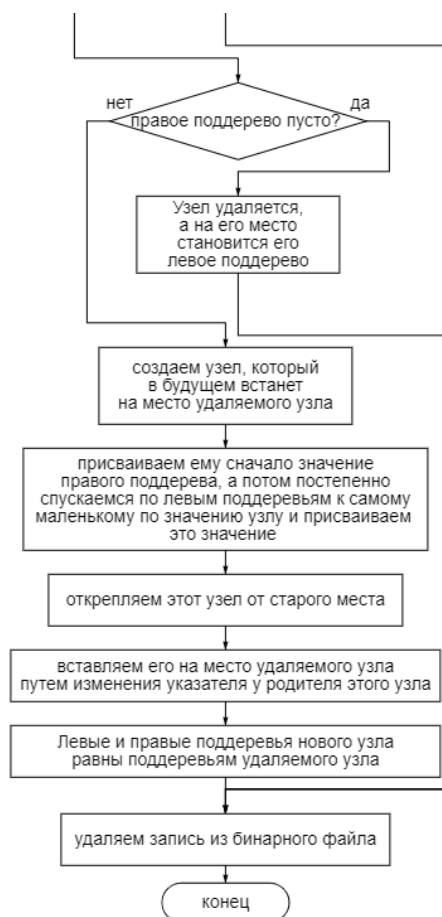 нет
да
правое поддерево пусто?
Узел удаляется,
а на его место
становится его
левое поддерево
создаем узел, который
в будущем встанет
на место удаляемого узла
присваиваем ему сначало значение
правого поддерева, а потом постепенно
спускаемся по левым поддеревьям к самому
маленькому по значению узлу и присваиваем
это значение
открепляем этот узел от старого места
вставляем его на место удаляемого узла
путем изменения указателя у родителя этого узла
Левые и правые поддеревья нового узла
равны поддеревьям удаляемого узла
удаляем запись из бинарного файла
конец